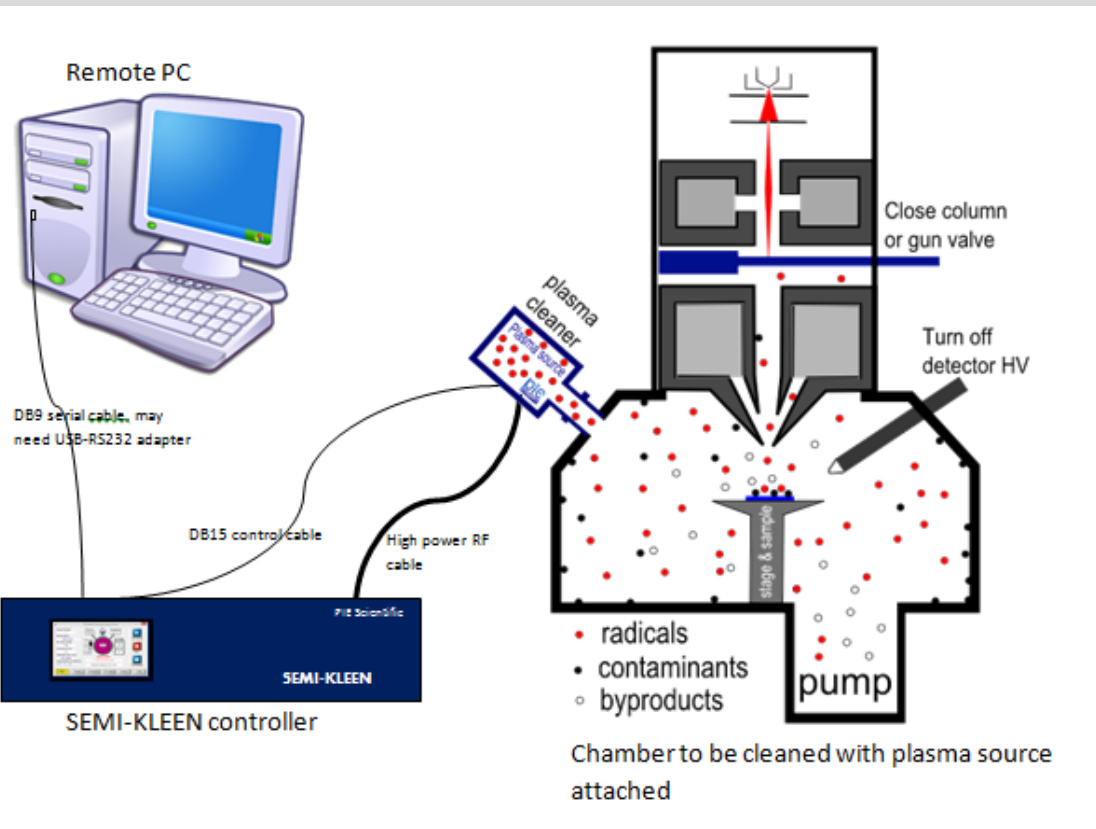 Remote PC
Close column
or gun valve
plasma
cleaner
Plasma source
pie
Turn off
detector HV
DB9 serial cable, may
need USB-RS232 adapter
DB15 control cable
High power RF
cable
stage & sample
PIE Scientific
SEMI-KLEEN
SEMI-KLEEN controller
radicals
contaminants
byproducts
pump
Chamber to be cleaned with plasma source
attached